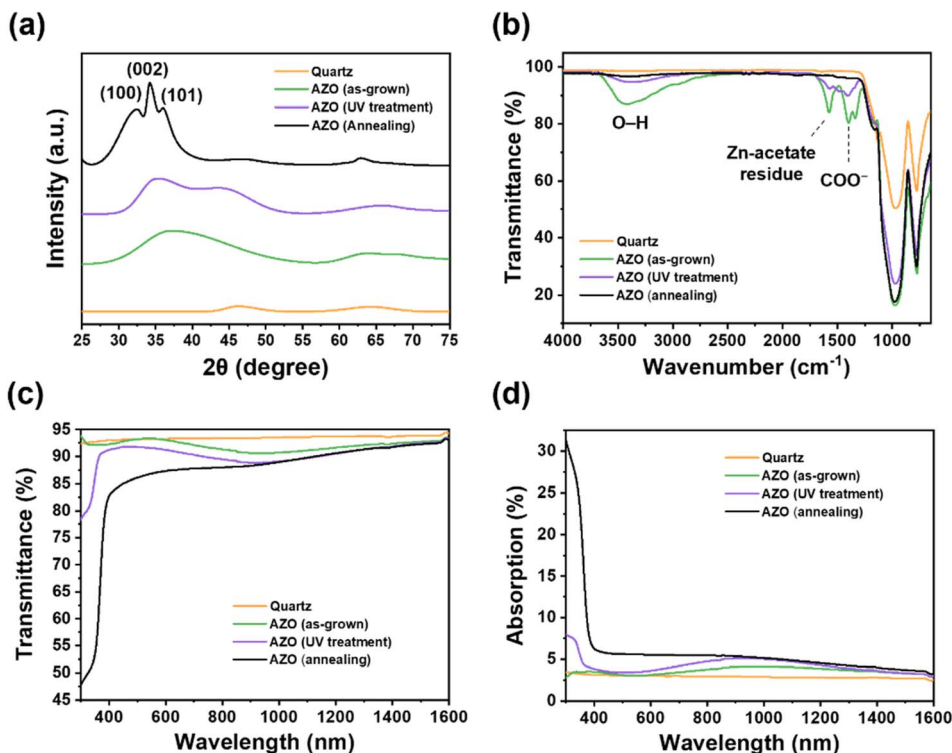 (a)
(002)
(100)
(101)
Quartz
AZO (as-grown)
AZO (UV treatment)
AZO (Annealing)
Intensity (a.u.)
25 30 35 40 45 50 55 60 65 70 75
2θ (degree)
(b)
100
80
60
40
20
O–H
Zn-acetate
residue
COO⁻
Quartz
AZO (as-grown)
AZO (UV treatment)
AZO (annealing)
Transmittance (%)
4000 3500 3000 2500 2000 1500 1000
Wavenumber (cm⁻¹)
(c)
95
90
85
80
75
70
65
60
55
50
45
Quartz
AZO (as-grown)
AZO (UV treatment)
AZO (annealing)
Transmittance (%)
400 600 800 1000 1200 1400 1600
Wavelength (nm)
(d)
30
25
20
15
10
5
0
Quartz
AZO (as-grown)
AZO (UV treatment)
AZO (annealing)
Absorption (%)
400 600 800 1000 1200 1400 1600
Wavelength (nm)